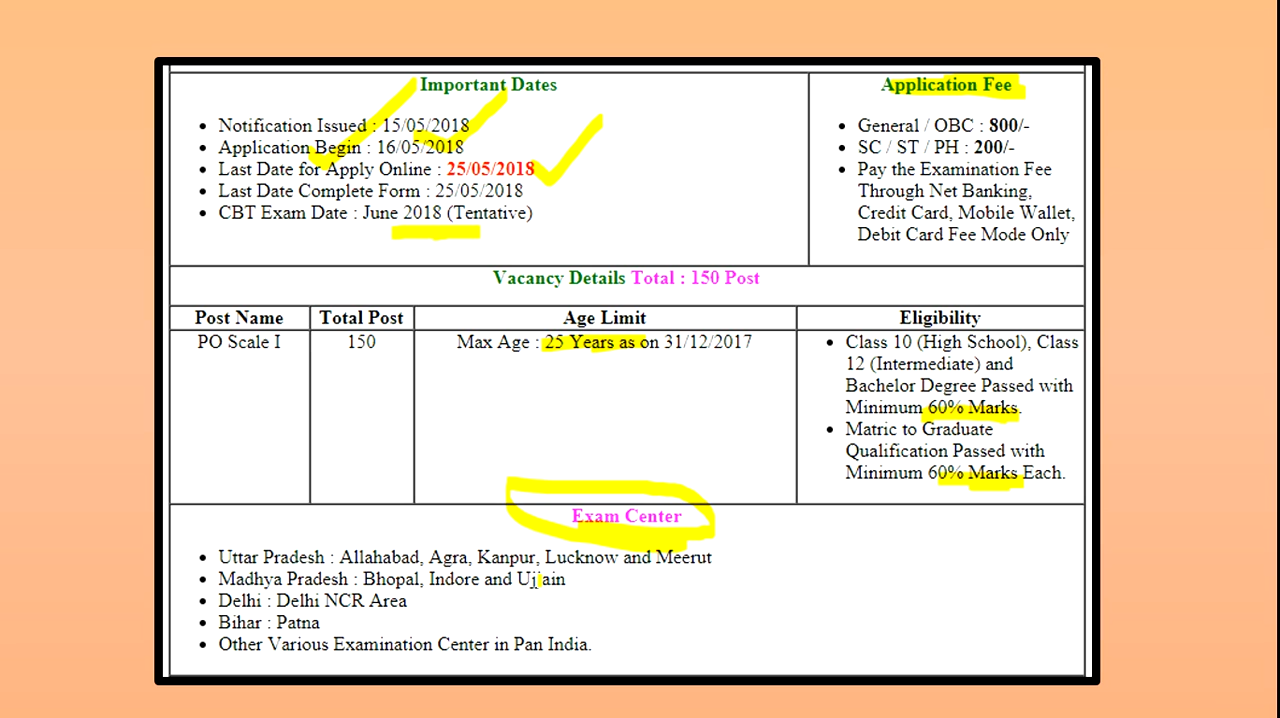 Important Dates
Notification Issued : 15/05/2018
Application Begin : 16/05/2018
Last Date for Apply Online : 25/05/2018
Last Date Complete Form : 25/05/2018
CBT Exam Date : June 2018 (Tentative)
Application Fee
General / OBC : 800/-
SC / ST / PH : 200/-
Pay the Examination Fee
Through Net Banking,
Credit Card, Mobile Wallet,
Debit Card Fee Mode Only
Vacancy Details Total : 150 Post
Post Name Total Post Age Limit Eligibility
PO Scale I 150 Max Age : 25 Years as on 31/12/2017
Class 10 (High School), Class
12 (Intermediate) and
Bachelor Degree Passed with
Minimum 60% Marks.
Matric to Graduate
Qualification Passed with
Minimum 60% Marks Each.
Exam Center
Uttar Pradesh : Allahabad, Agra, Kanpur, Lucknow and Meerut
Madhya Pradesh : Bhopal, Indore and Ujjain
Delhi : Delhi NCR Area
Bihar : Patna
Other Various Examination Center in Pan India.